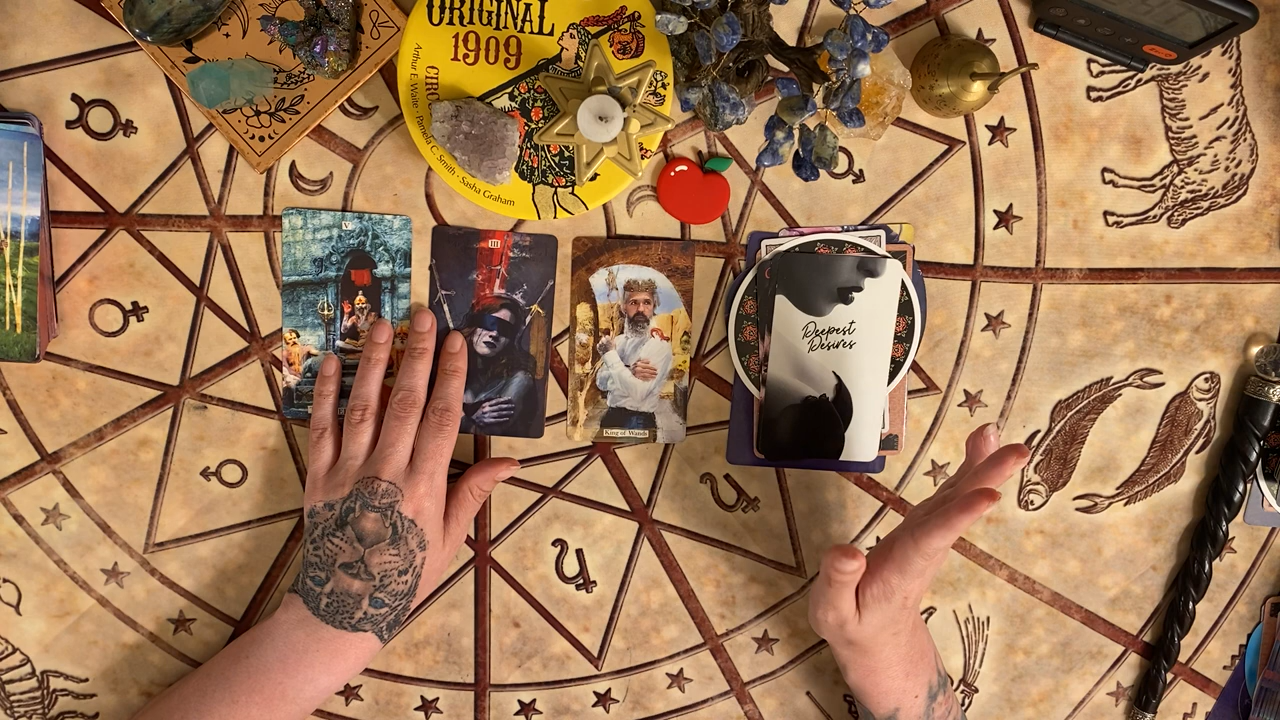 ORIGINAL
1909
Arthur E. Waite · Pamela C. Smith · Sasha Graham
V
III
King of Wands
Deepest
Desires